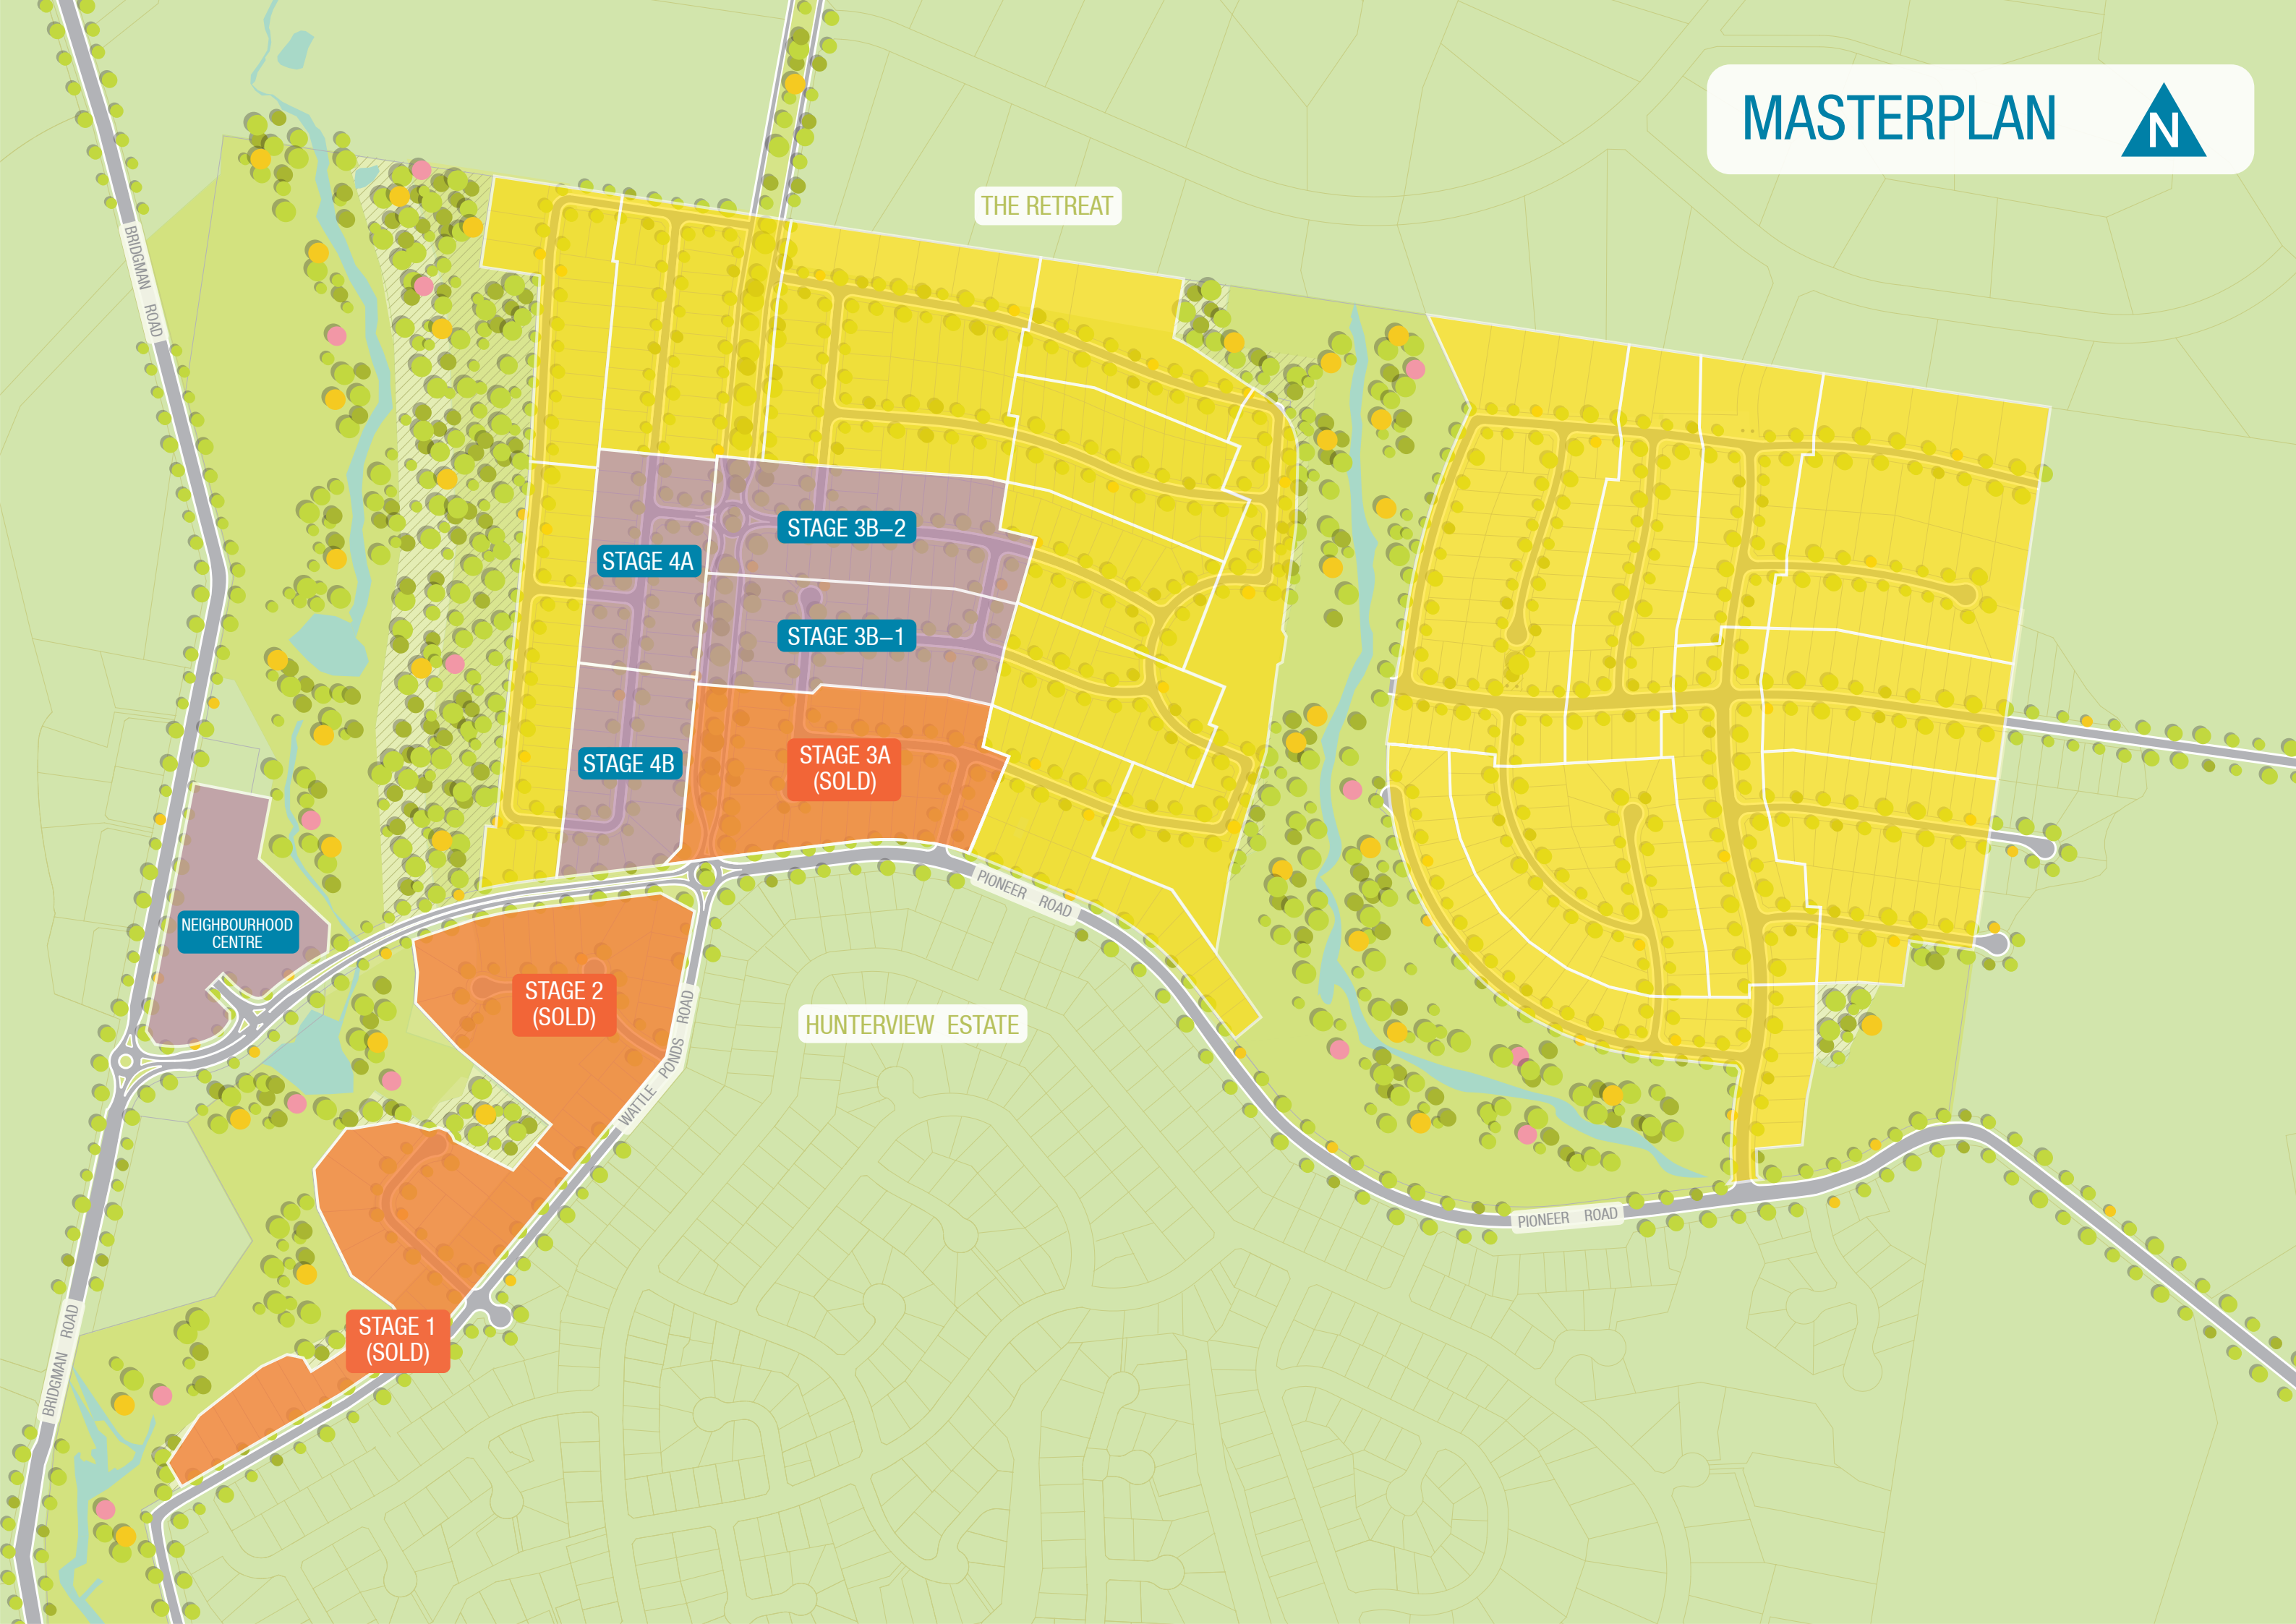 MASTERPLAN
N
THE RETREAT
BRIDGMAN ROAD
STAGE 3B–2
STAGE 4A
STAGE 3B–1
STAGE 3A
(SOLD)
STAGE 4B
NEIGHBOURHOOD
CENTRE
PIONEER ROAD
STAGE 2
(SOLD)
HUNTERVIEW ESTATE
WATTLE PONDS ROAD
PIONEER ROAD
STAGE 1
(SOLD)
BRIDGMAN ROAD